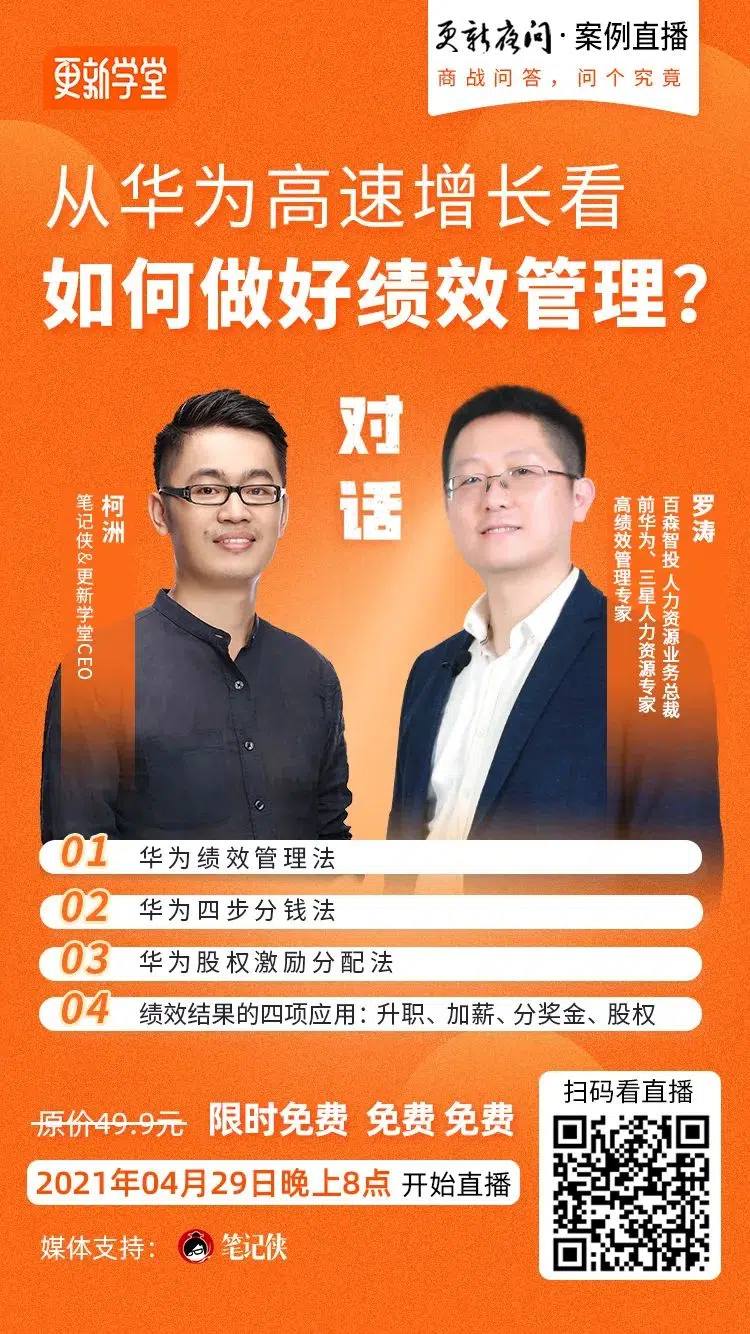 更新学堂
更新夜问·案例直播
商战问答，问个究竟
从华为高速增长看
如何做好绩效管理？
对话
柯洲
笔记侠&更新学堂CEO
罗涛
百森智投 人力资源业务总裁
前华为、三星人力资源专家
高绩效管理专家
01 华为绩效管理法
02 华为四步分钱法
03 华为股权激励分配法
04 绩效结果的四项应用：升职、加薪、分奖金、股权
原价49.9元 限时免费 免费 免费
2021年04月29日晚上8点 开始直播
扫码看直播
媒体支持： 笔记侠